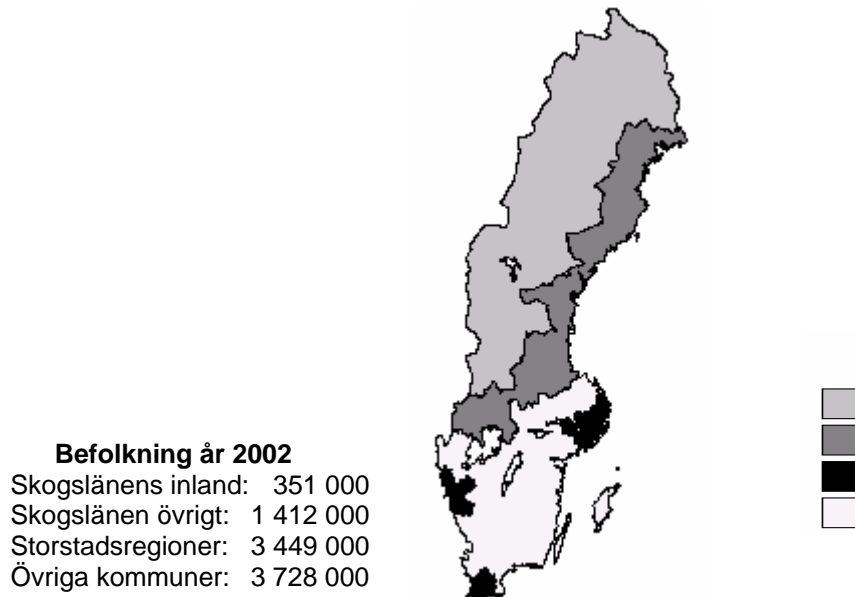 Befolkning år 2002
Skogslänens inland: 351 000
Skogslänen övrigt: 1 412 000
Storstadsregioner: 3 449 000
Övriga kommuner: 3 728 000